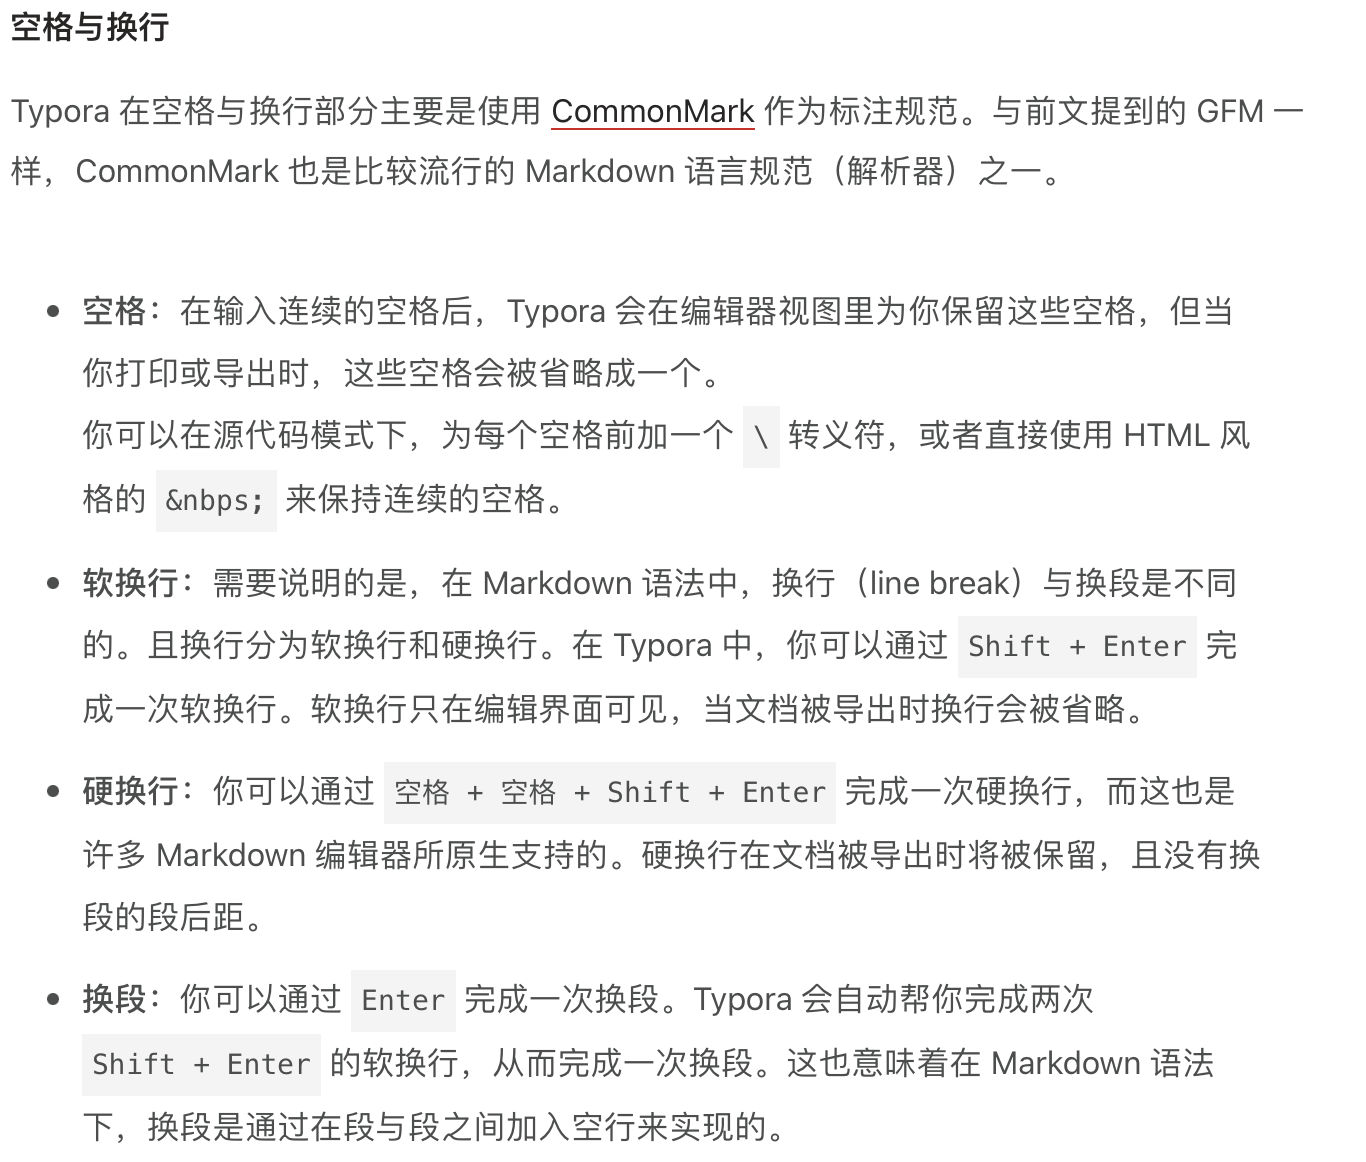 空格与换行
Typora 在空格与换行部分主要是使用 CommonMark 作为标注规范。与前文提到的 GFM 一
样，CommonMark 也是比较流行的 Markdown 语言规范（解析器）之一。
• 空格：在输入连续的空格后，Typora 会在编辑器视图里为你保留这些空格，但当
你打印或导出时，这些空格会被省略成一个。
你可以在源代码模式下，为每个空格前加一个 \ 转义符，或者直接使用 HTML 风
格的 &nbps; 来保持连续的空格。
• 软换行：需要说明的是，在 Markdown 语法中，换行（line break）与换段是不同
的。且换行分为软换行和硬换行。在 Typora 中，你可以通过 Shift + Enter 完
成一次软换行。软换行只在编辑界面可见，当文档被导出时换行会被省略。
• 硬换行：你可以通过 空格 + 空格 + Shift + Enter 完成一次硬换行，而这也是
许多 Markdown 编辑器所原生支持的。硬换行在文档被导出时将被保留，且没有换
段的段后距。
• 换段：你可以通过 Enter 完成一次换段。Typora 会自动帮你完成两次
Shift + Enter 的软换行，从而完成一次换段。这也意味着在 Markdown 语法
下，换段是通过在段与段之间加入空行来实现的。